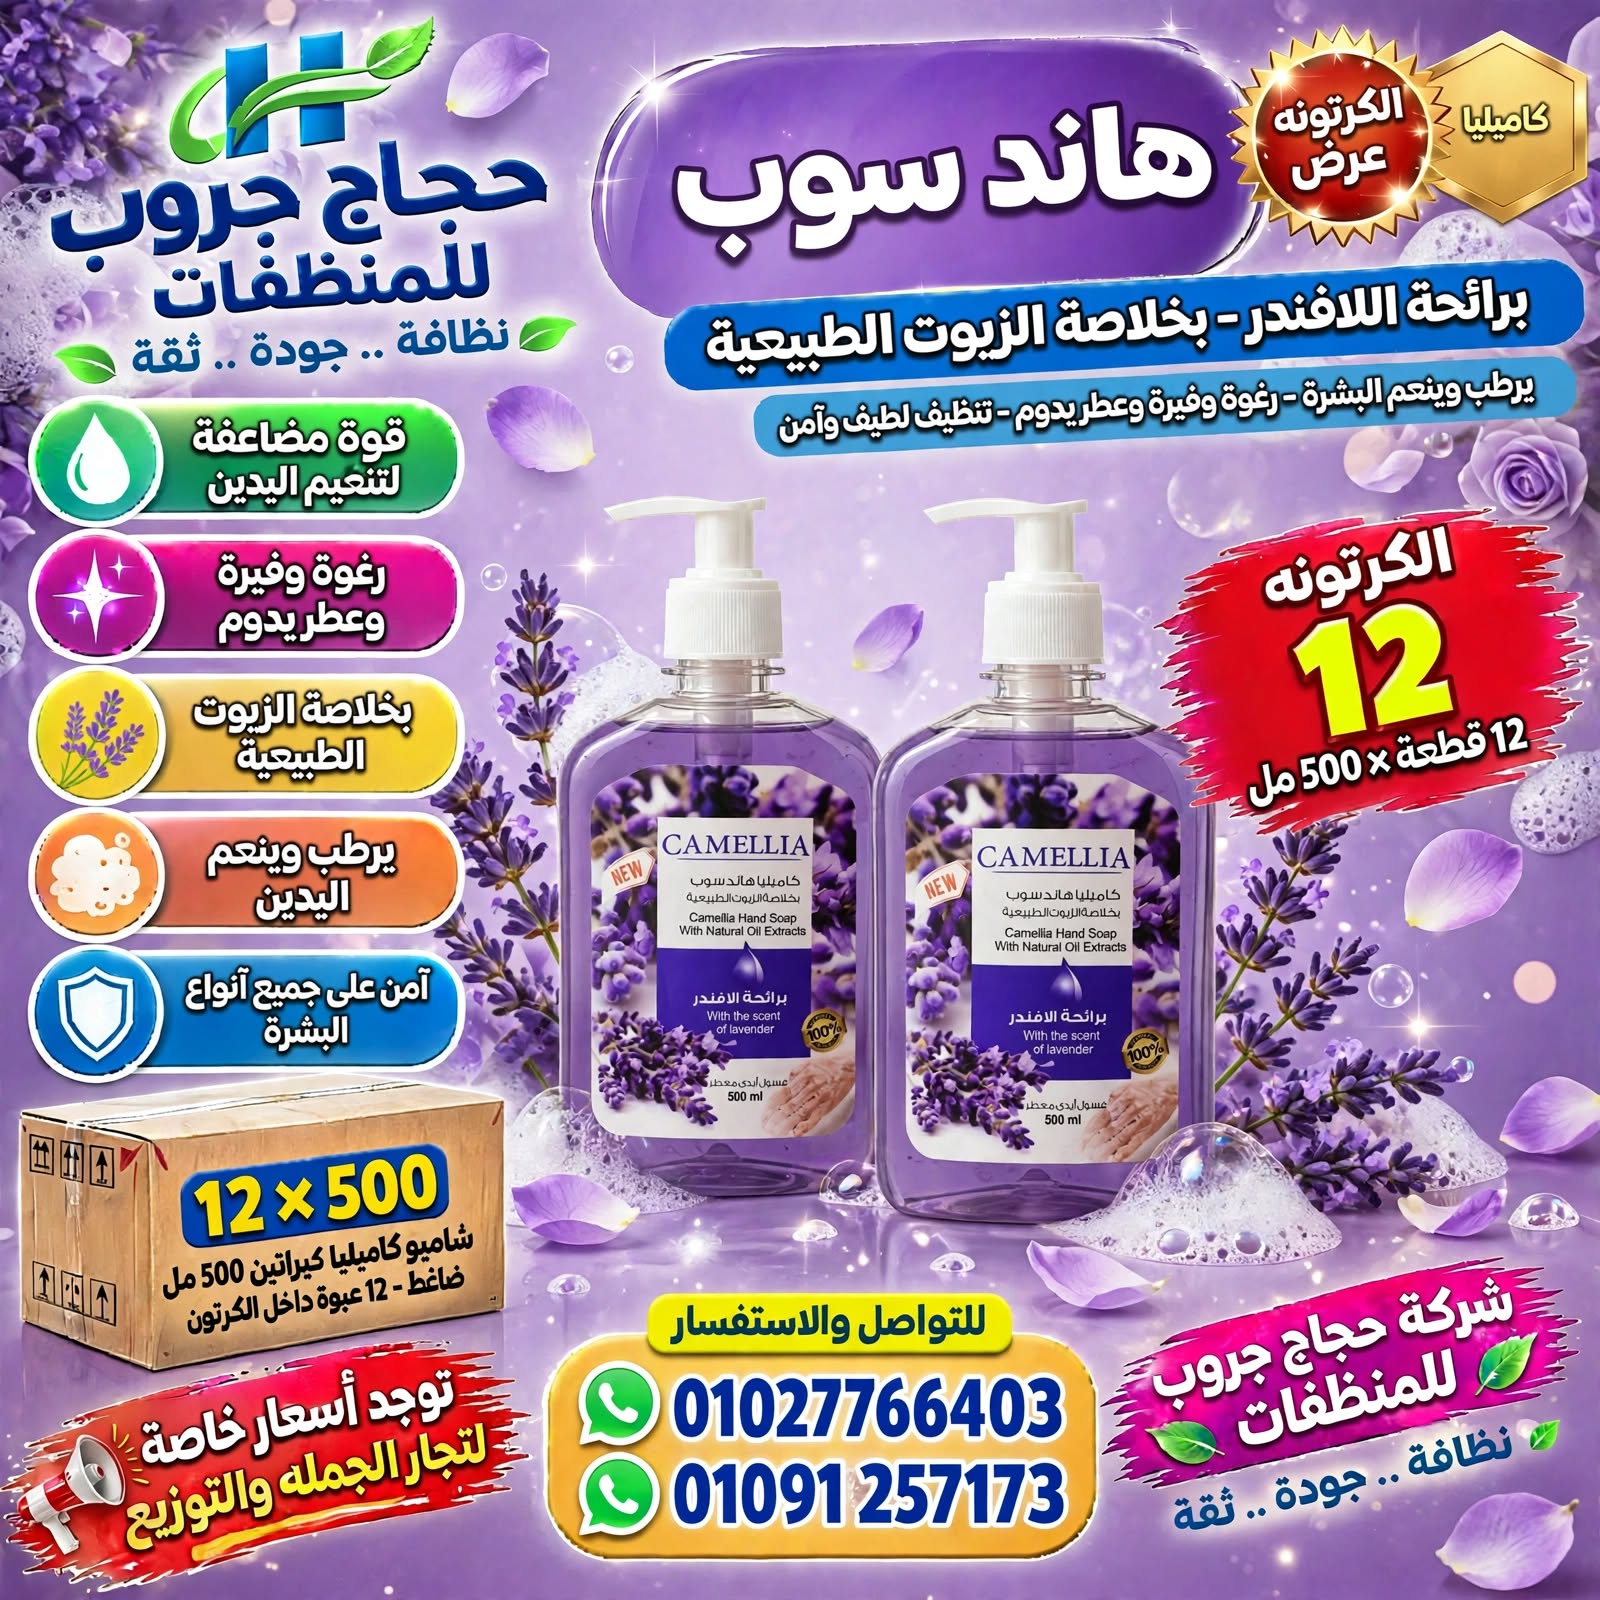 حجاج جروب
للمنظفات
نظافة .. جودة .. ثقة
هاند سوب
الكرتونه
عرض
كاميليا
برائحة اللافندر - بخلاصة الزيوت الطبيعية
يرطب وينعم البشرة - رغوة وفيرة وعطر يدوم - تنظيف لطيف وآمن
قوة مضاعفة
لتنعيم اليدين
رغوة وفيرة
وعطر يدوم
بخلاصة الزيوت
الطبيعية
يرطب وينعم
اليدين
آمن على جميع أنواع
البشرة
الكرتونه
12
12 قطعة × 500 مل
CAMELLIA
NEW
كاميليا هاند سوب
بخلاصة الزيوت الطبيعية
Camellia Hand Soap
With Natural Oil Extracts
برائحة الافندر
With the scent
of lavender
100%
غسول أيدى معطر
500 ml
CAMELLIA
NEW
كاميليا هاند سوب
بخلاصة الزيوت الطبيعية
Camellia Hand Soap
With Natural Oil Extracts
برائحة الافندر
With the scent
of lavender
100%
غسول أيدى معطر
500 ml
12 × 500
شامبو كاميليا كيراتين 500 مل
ضاغط - 12 عبوة داخل الكرتون
توجد أسعار خاصة
لتجار الجمله والتوزيع
للتواصل والاستفسار
01027766403
01091257173
شركة حجاج جروب
للمنظفات
نظافة .. جودة .. ثقة